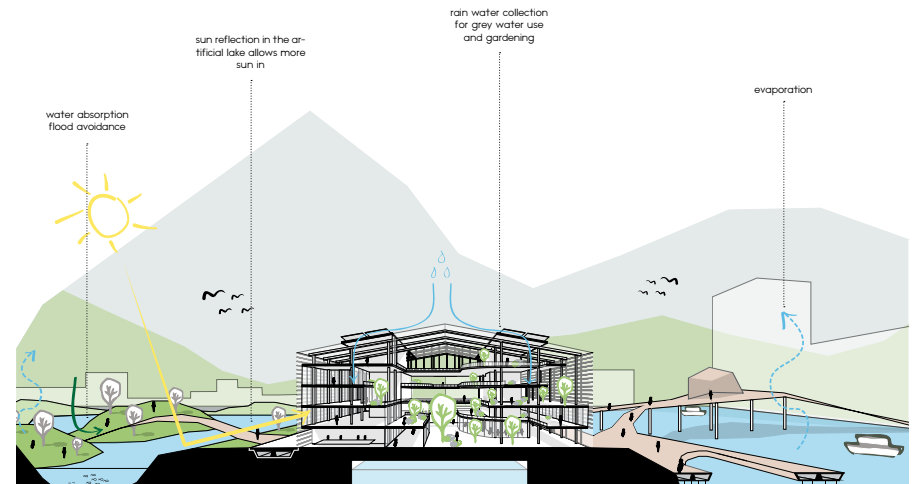 rain water collection
for grey water use
and gardening
sun reflection in the ar-
tificial lake allows more
sun in
evaporation
water absorption
flood avoidance